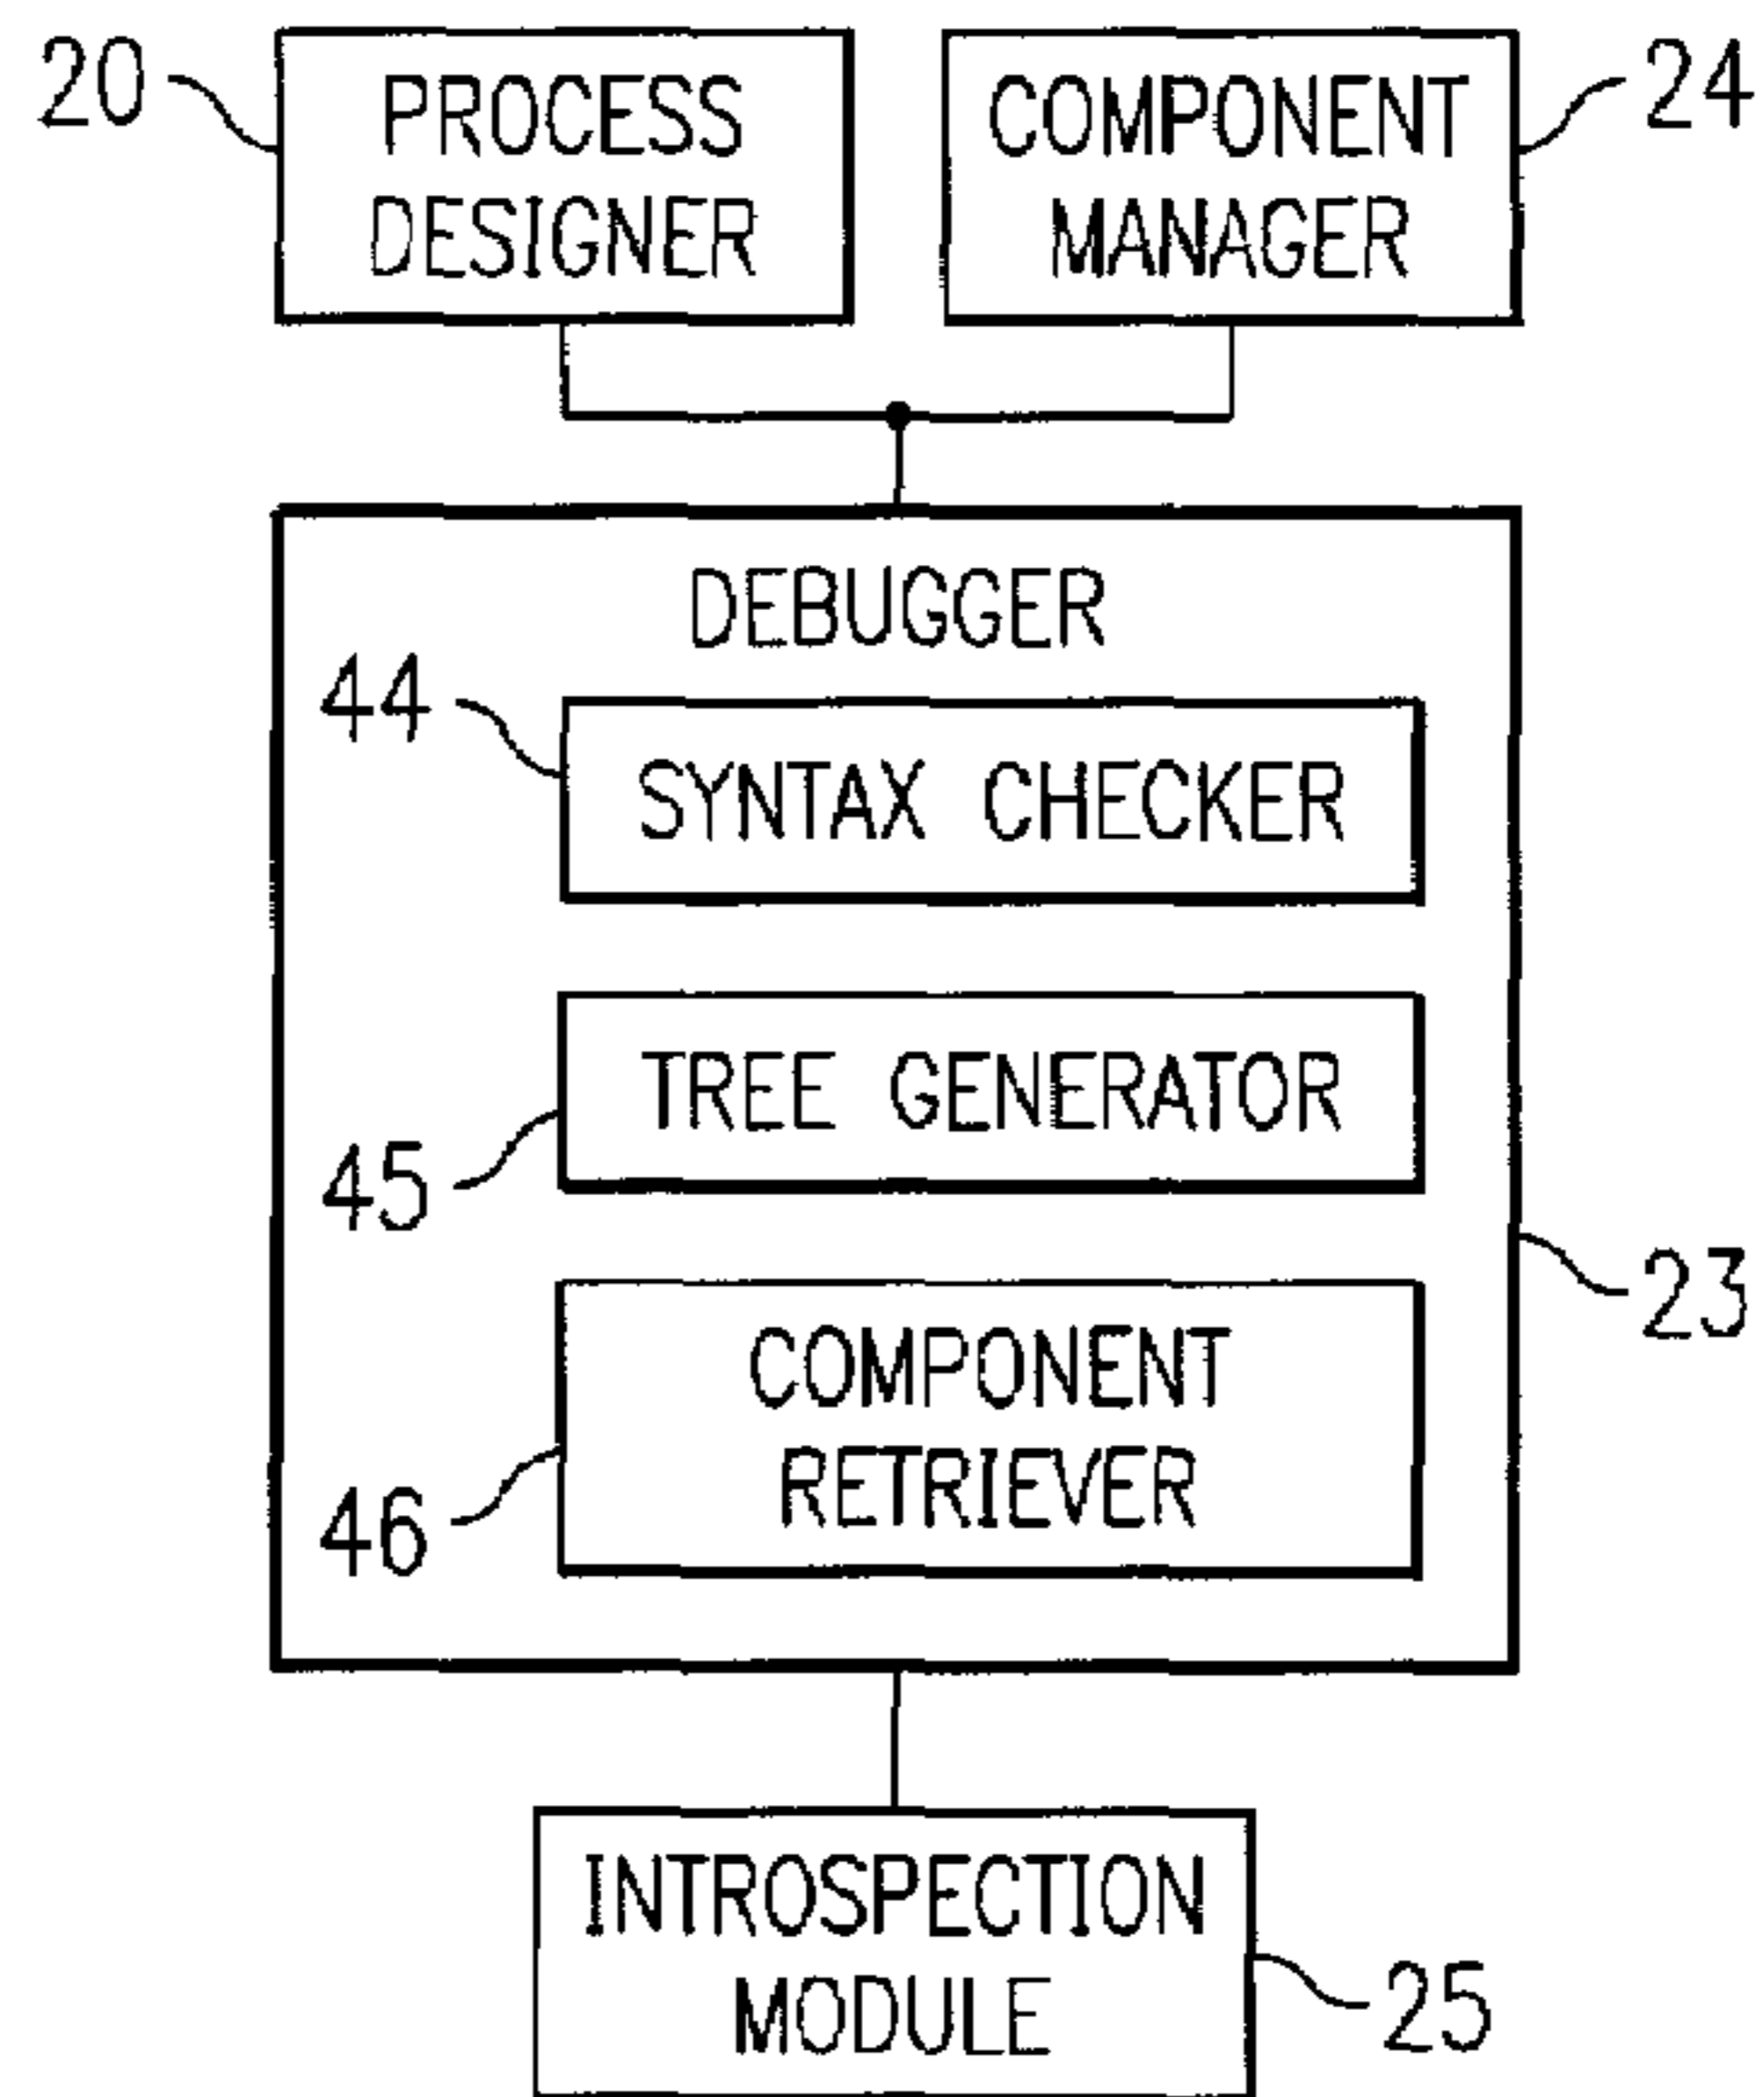 20
PROCESS
DESIGNER
COMPONENT
MANAGER
24
DEBUGGER
44
SYNTAX CHECKER
TREE GENERATOR
45
23
COMPONENT
RETRIEVER
46
INTROSPECTION
MODULE
25